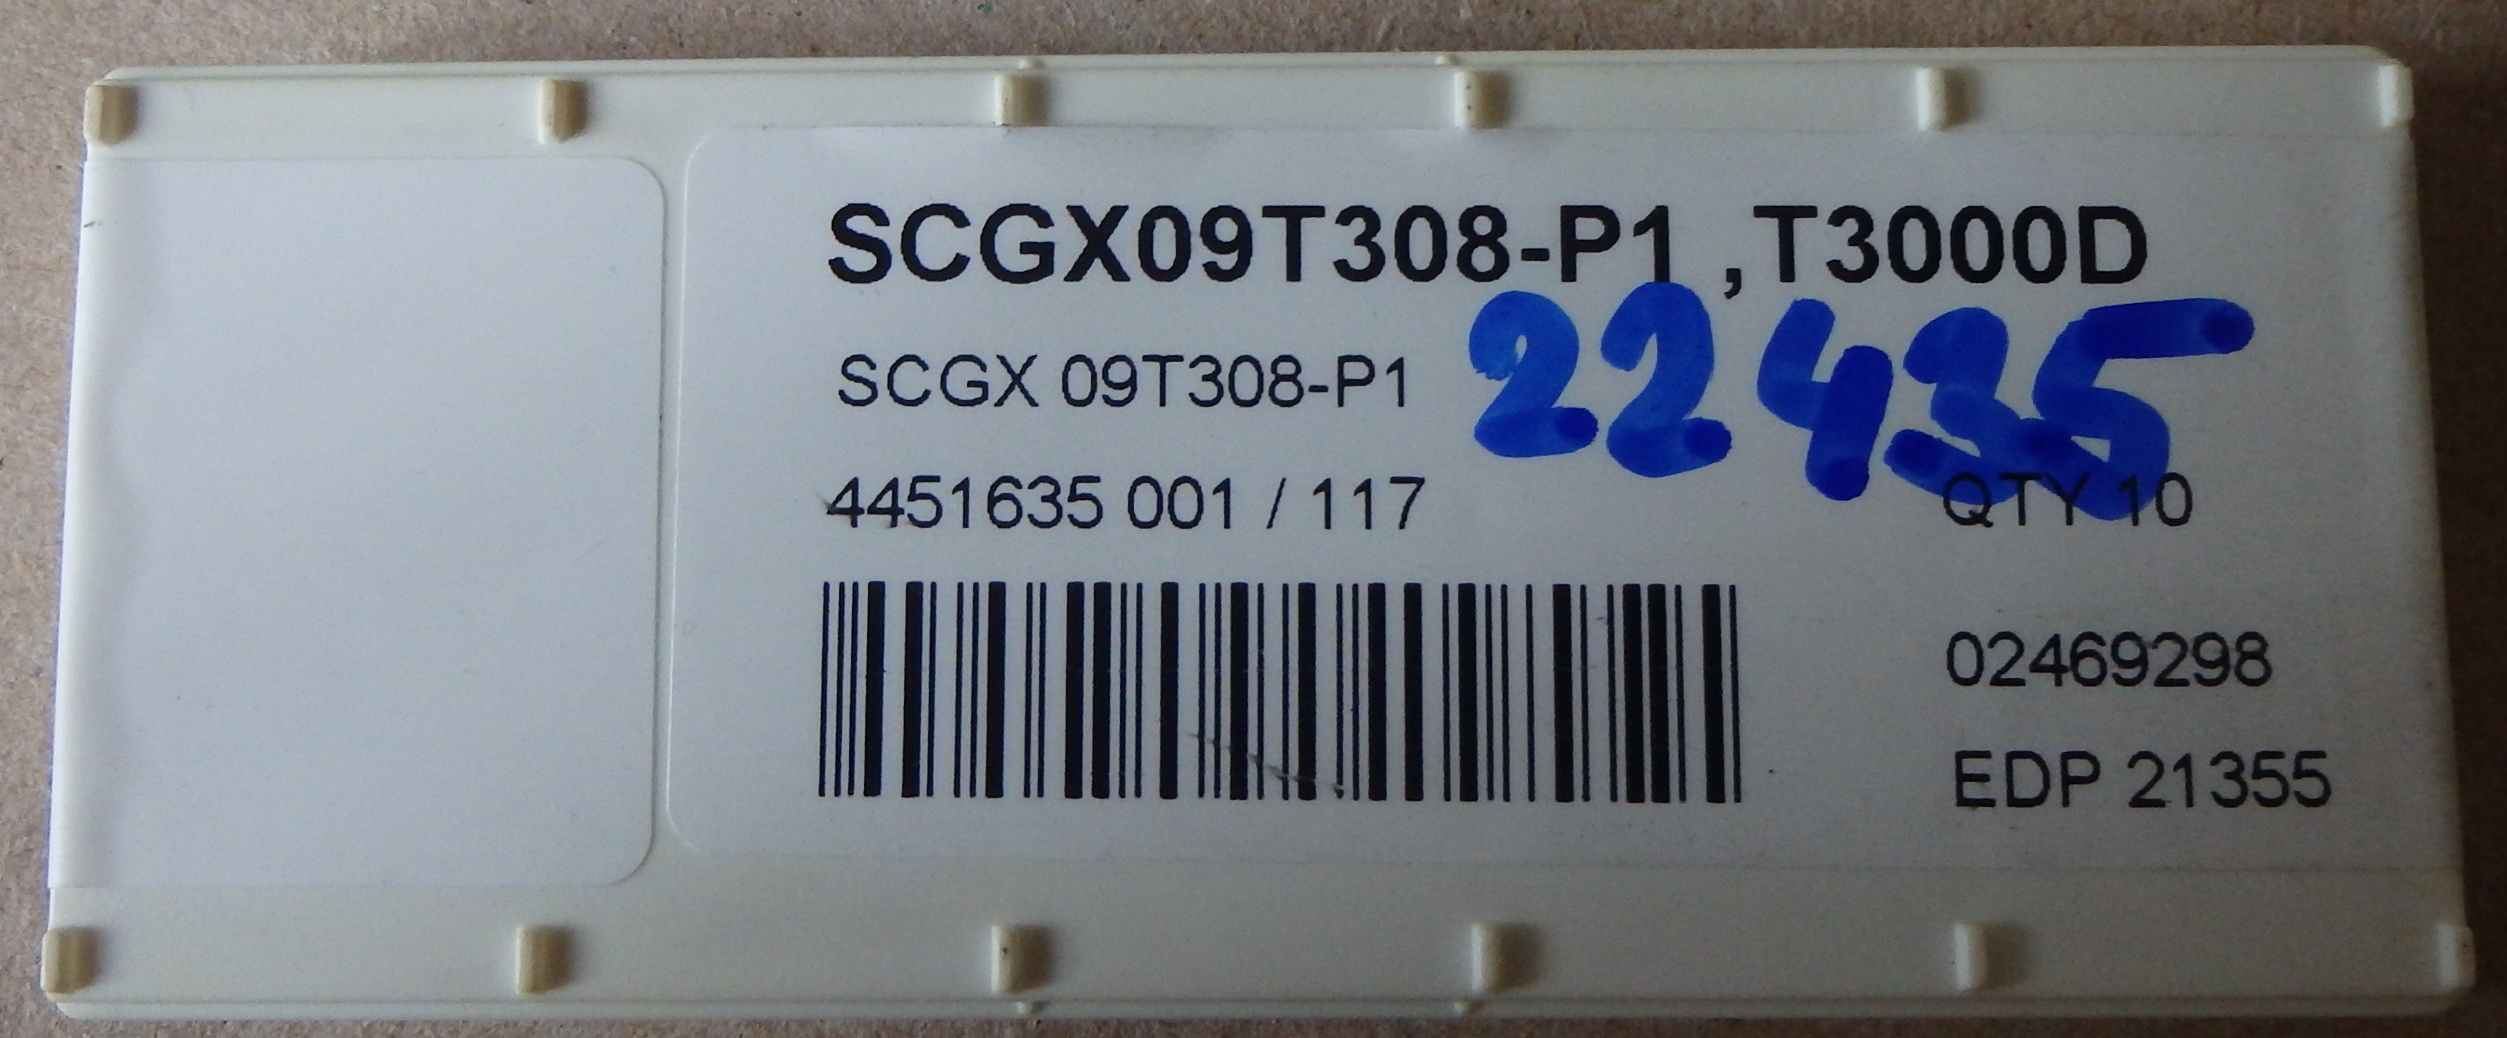 SCGX09T308-P1 ,T3000D
22435
SCGX 09T308-P1
4451635 001 / 117
QTY 10
02469298
EDP 21355